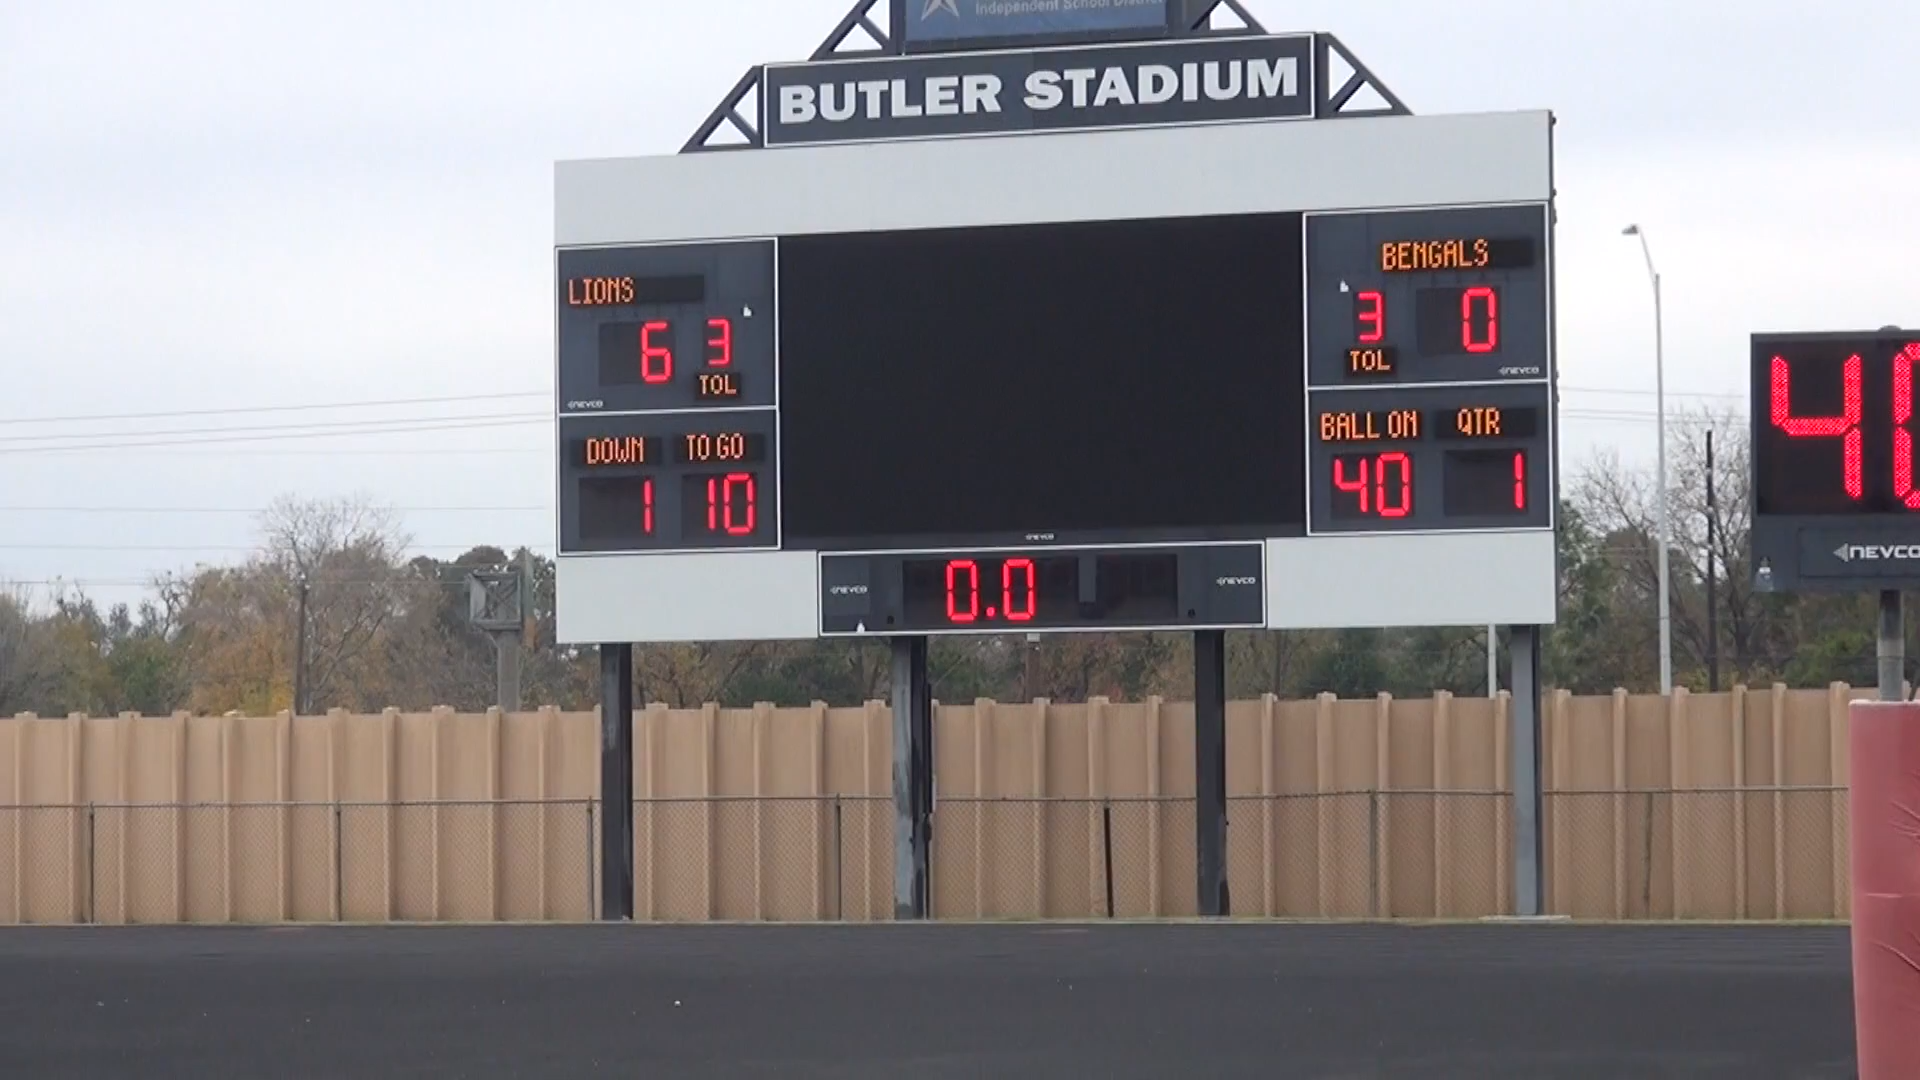 Independent School District
BUTLER STADIUM
LIONS
6 3
TOL
NEVCO
DOWN TO GO
1 10
BENGALS
3 0
TOL
NEVCO
BALL ON QTR
40 1
NEVCO
NEVCO 0.0 NEVCO
40
NEVCO